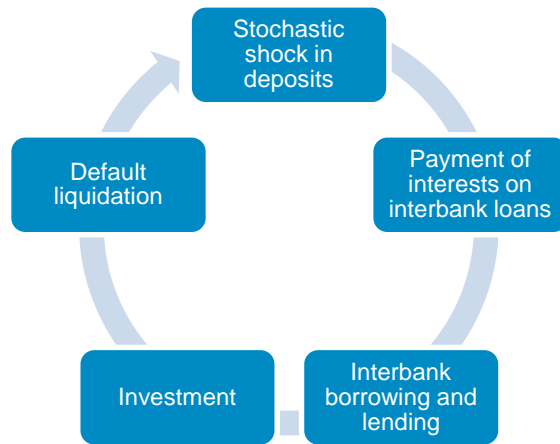 Stochastic
shock in
deposits
Payment of
interests on
interbank loans
Interbank
borrowing and
lending
Investment
Default
liquidation